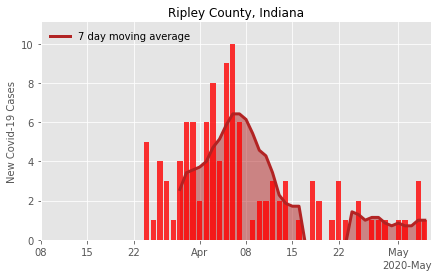 Ripley County, Indiana
7 day moving average
New Covid-19 Cases
10
8
6
4
2
0
08 15 22 Apr 08 15 22 May
2020-May